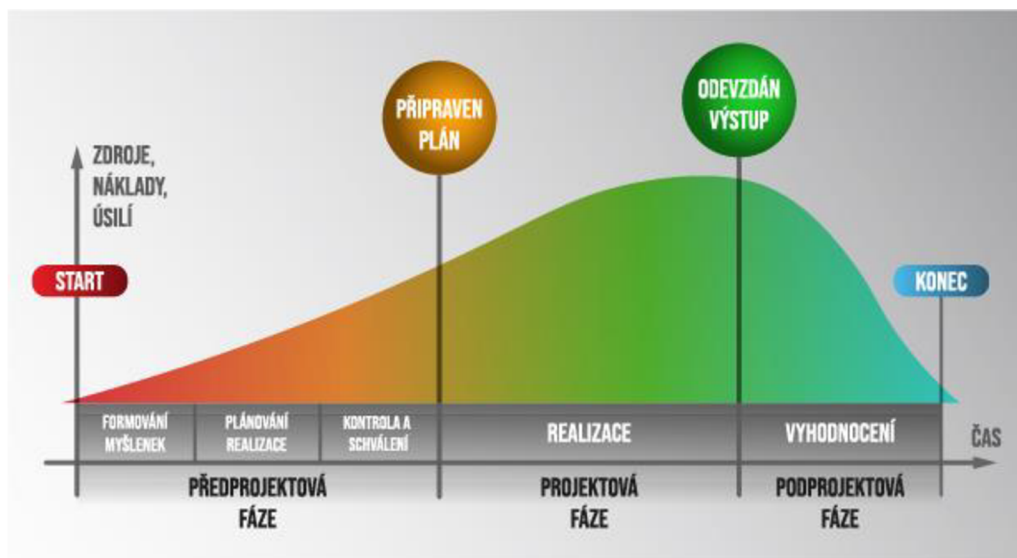 PŘIPRAVEN
PLÁN
ODEVZDÁN
VÝSTUP
ZDROJE,
NÁKLADY,
ÚSILÍ
START
KONEC
FORMOVÁNÍ
MYŠLENEK
PLÁNOVÁNÍ
REALIZACE
KONTROLA A
SCHVÁLENÍ
REALIZACE
VYHODNOCENÍ
ČAS
PŘEDPROJEKTOVÁ
FÁZE
PROJEKTOVÁ
FÁZE
PODPROJEKTOVÁ
FÁZE